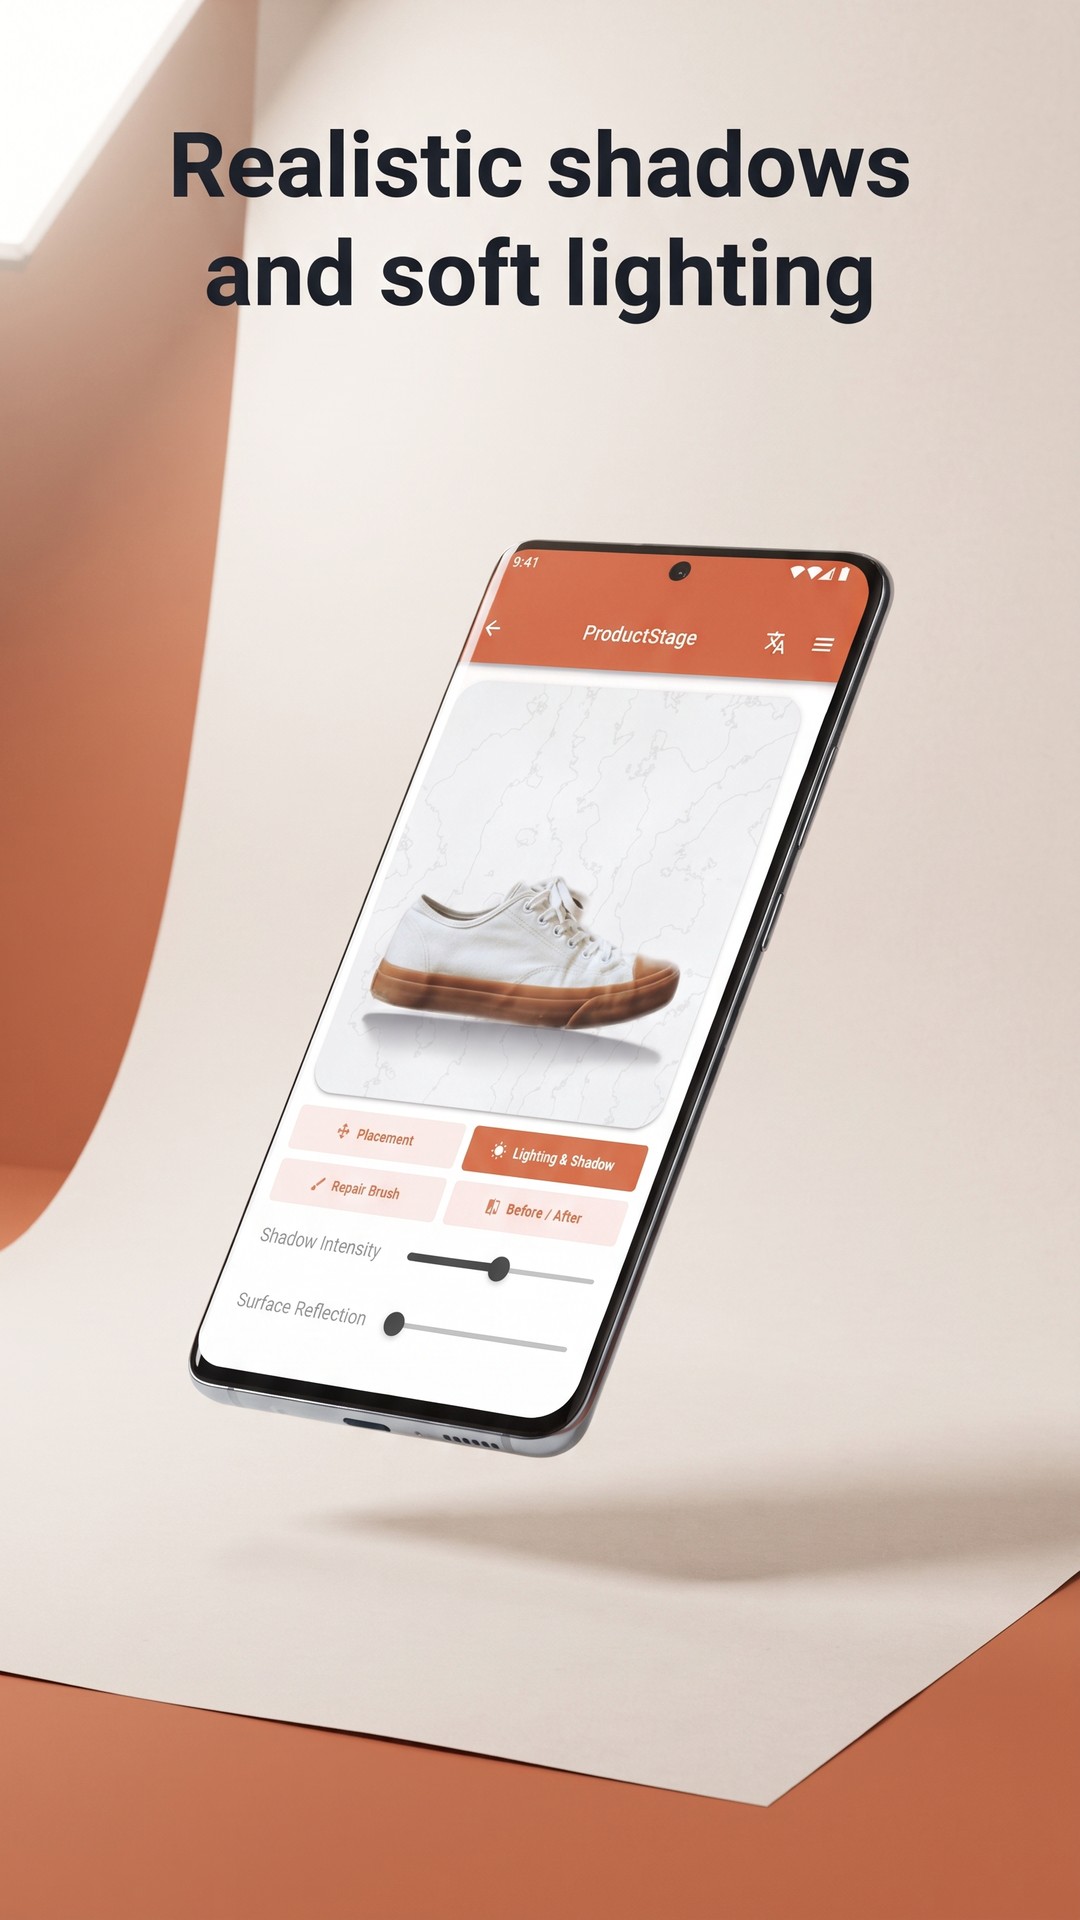 Realistic shadows
and soft lighting
9:41
ProductStage
Placement
Lighting & Shadow
Repair Brush
Before / After
Shadow Intensity
Surface Reflection